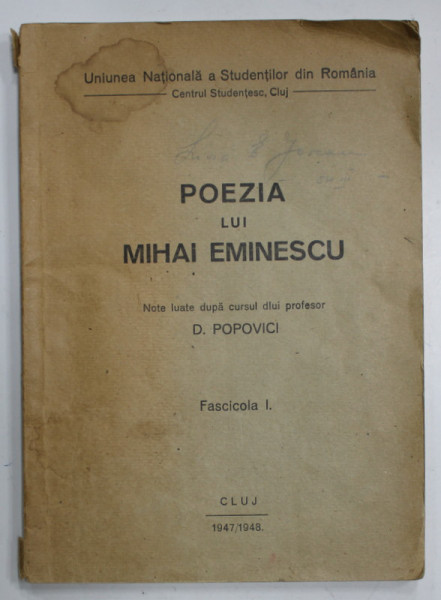 Uniunea Națională a Studenților din România
Centrul Studențesc, Cluj
POEZIA
LUI
MIHAI EMINESCU
Note luate după cursul dlui profesor
D. POPOVICI
Fascicola I.
CLUJ
1947/1948.